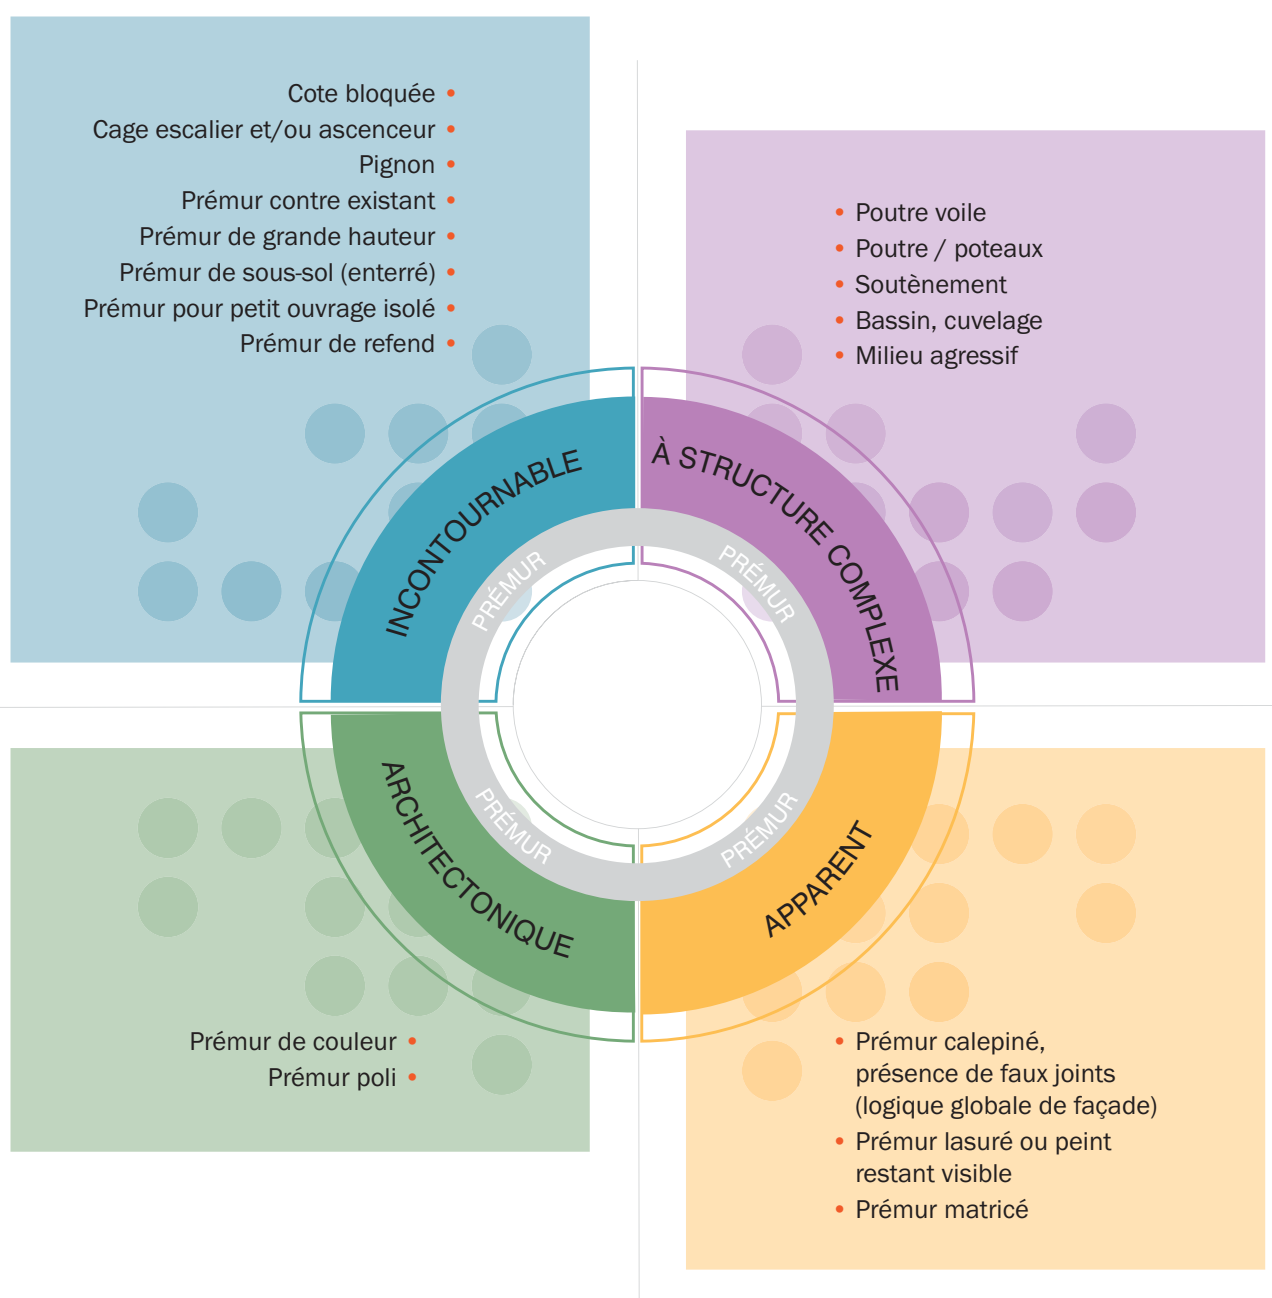 Cote bloquée •
Cage escalier et/ou ascenceur •
Pignon •
Prémur contre existant •
Prémur de grande hauteur •
Prémur de sous-sol (enterré) •
Prémur pour petit ouvrage isolé •
Prémur de refend •
• Poutre voile
• Poutre / poteaux
• Soutènement
• Bassin, cuvelage
• Milieu agressif
INCONTOURNABLE
PRÉMUR
À STRUCTURE COMPLEXE
PRÉMUR
ARCHITECTONIQUE
PRÉMUR
APPARENT
PRÉMUR
Prémur de couleur •
Prémur poli •
• Prémur calepiné,
présence de faux joints
(logique globale de façade)
• Prémur lasuré ou peint
restant visible
• Prémur matricé